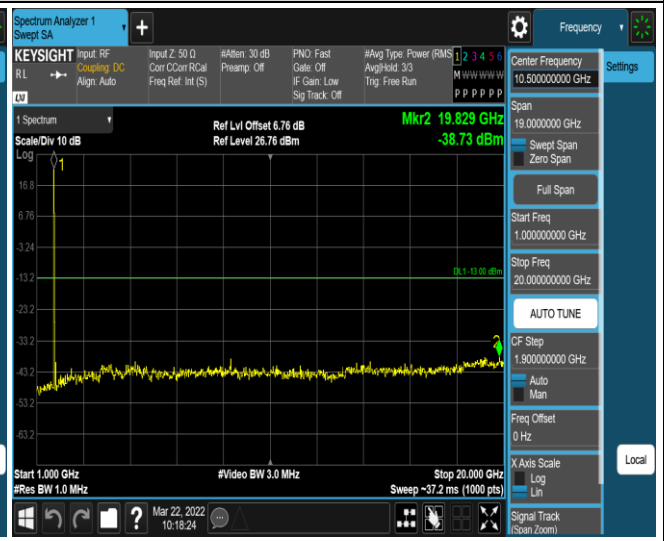 Spectrum Analyzer 1
Swept SA
Frequency
KEYSIGHT
RL
LXI
Input: RF
Coupling: DC
Align: Auto
Input Z: 50 Ω
Corr CCorr RCal
Freq Ref: Int (S)
#Atten: 30 dB
Preamp: Off
PNO: Fast
Gate: Off
IF Gain: Low
Sig Track: Off
#Avg Type: Power (RMS
Avg|Hold: 3/3
Trig: Free Run
1 2 3 4 5 6
M W W W W W
P P P P P P
Center Frequency
10.500000000 GHz
Settings
Span
19.0000000 GHz
Swept Span
Zero Span
Full Span
Start Freq
1.000000000 GHz
Stop Freq
20.000000000 GHz
AUTO TUNE
CF Step
1.900000000 GHz
Auto
Man
Freq Offset
0 Hz
X Axis Scale
Log
Lin
Signal Track
(Span Zoom)
Local
1 Spectrum
Scale/Div 10 dB
Log
Ref Lvl Offset 6.76 dB
Ref Level 26.76 dBm
Mkr2 19.829 GHz
-38.73 dBm
1
16.8
6.76
-3.24
-13.2
DL1 -13.00 dBm
-23.2
-33.2
2
-43.2
-53.2
-63.2
Start 1.000 GHz
#Res BW 1.0 MHz
#Video BW 3.0 MHz
Stop 20.000 GHz
Sweep ~37.2 ms (1000 pts)
?
Mar 22, 2022
10:18:24